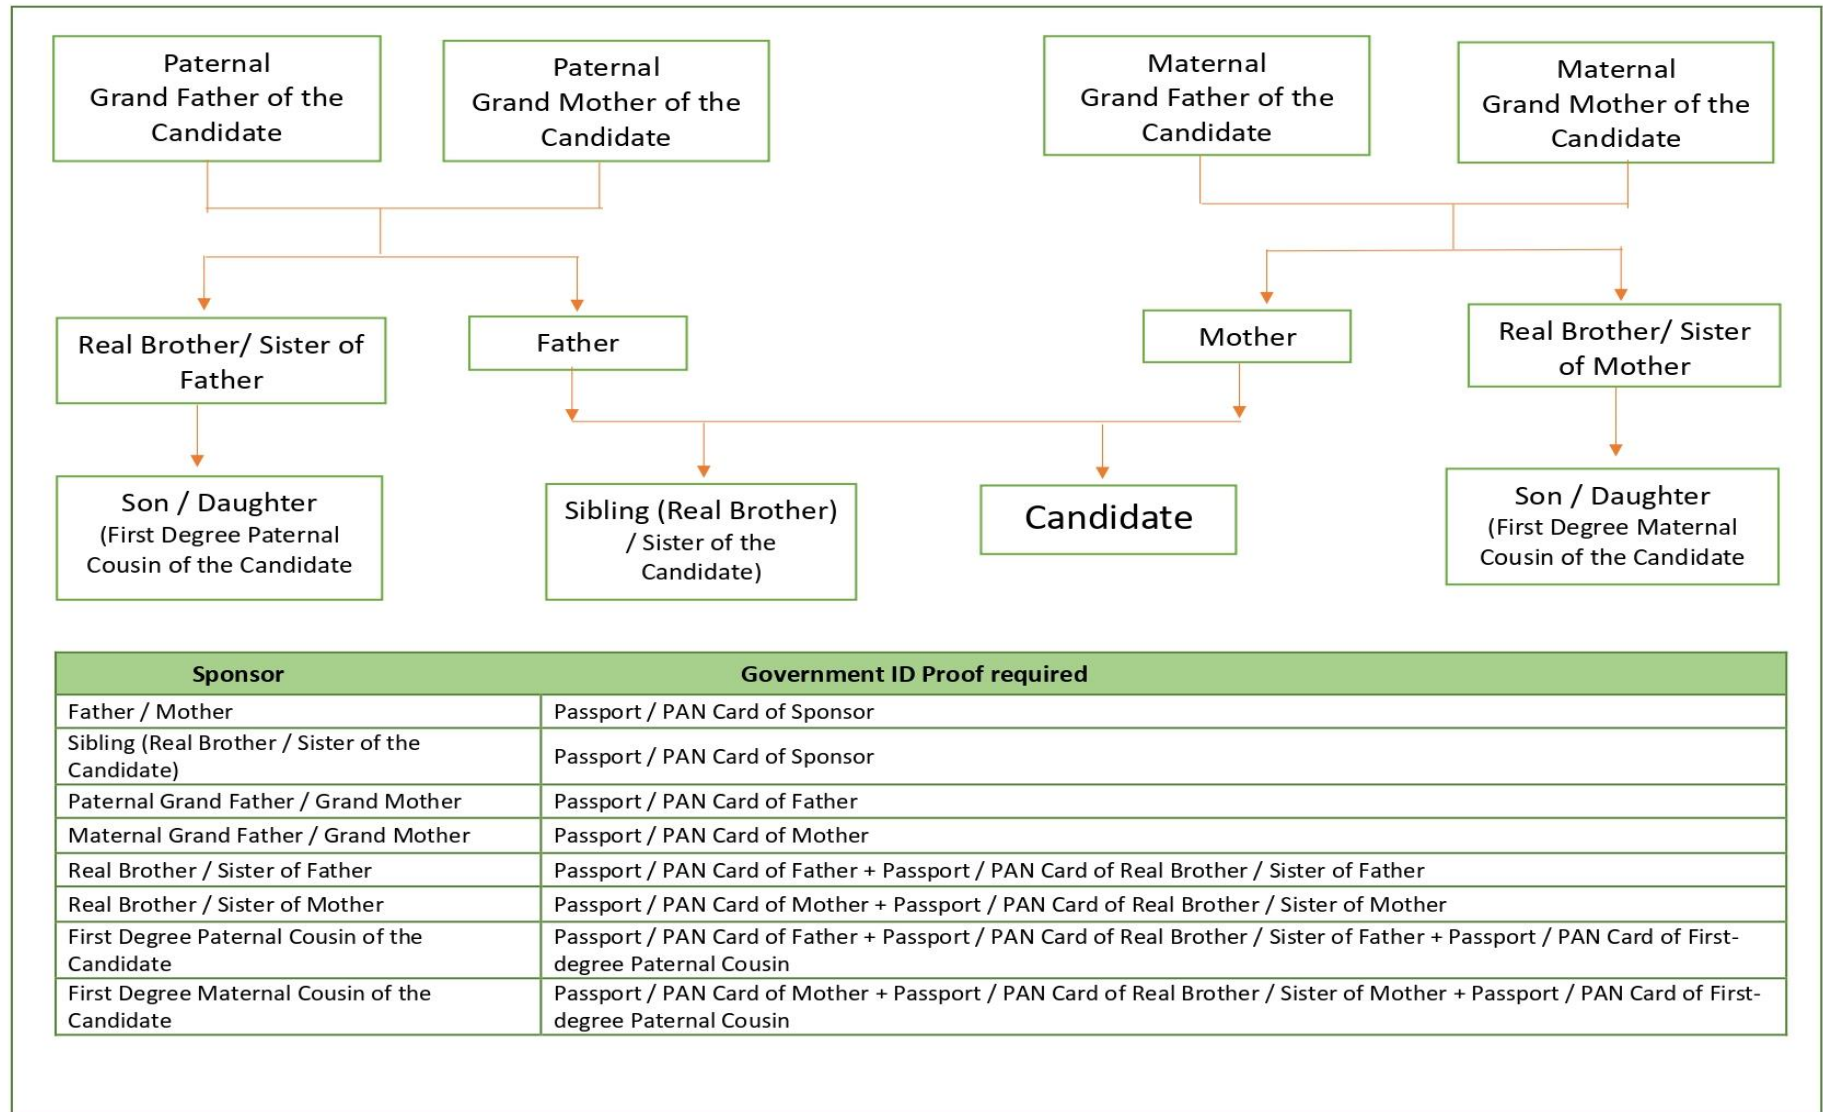 Paternal
Grand Father of the
Candidate
Paternal
Grand Mother of the
Candidate
Maternal
Grand Father of the
Candidate
Maternal
Grand Mother of the
Candidate
Real Brother/ Sister of
Father
Father
Mother
Real Brother/ Sister
of Mother
Son / Daughter
(First Degree Paternal
Cousin of the Candidate
Sibling (Real Brother)
/ Sister of the
Candidate)
Candidate
Son / Daughter
(First Degree Maternal
Cousin of the Candidate
Sponsor
Government ID Proof required
Father / Mother
Passport / PAN Card of Sponsor
Sibling (Real Brother / Sister of the
Candidate)
Passport / PAN Card of Sponsor
Paternal Grand Father / Grand Mother
Passport / PAN Card of Father
Maternal Grand Father / Grand Mother
Passport / PAN Card of Mother
Real Brother / Sister of Father
Passport / PAN Card of Father + Passport / PAN Card of Real Brother / Sister of Father
Real Brother / Sister of Mother
Passport / PAN Card of Mother + Passport / PAN Card of Real Brother / Sister of Mother
First Degree Paternal Cousin of the
Candidate
Passport / PAN Card of Father + Passport / PAN Card of Real Brother / Sister of Father + Passport / PAN Card of First-
degree Paternal Cousin
First Degree Maternal Cousin of the
Candidate
Passport / PAN Card of Mother + Passport / PAN Card of Real Brother / Sister of Mother + Passport / PAN Card of First-
degree Paternal Cousin